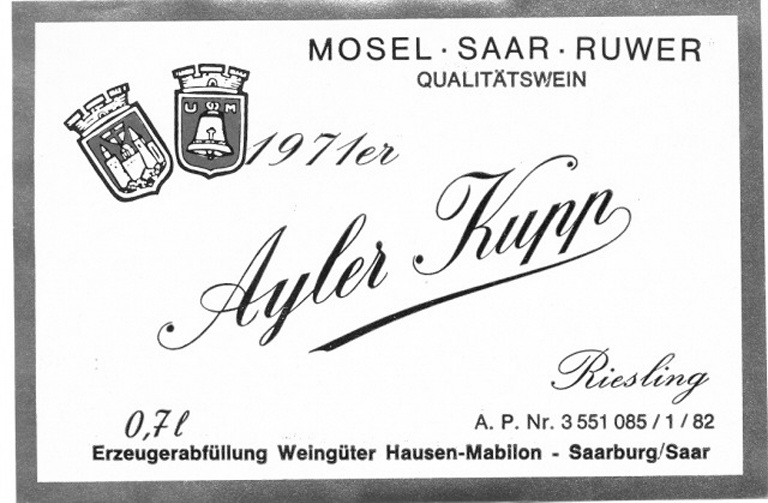 MOSEL · SAAR · RUWER
QUALITÄTSWEIN
U M
1971er
Ayler Kupp
Riesling
0,7 l
A. P. Nr. 3 551 085 / 1 / 82
Erzeugerabfüllung Weingüter Hausen-Mabilon - Saarburg/Saar